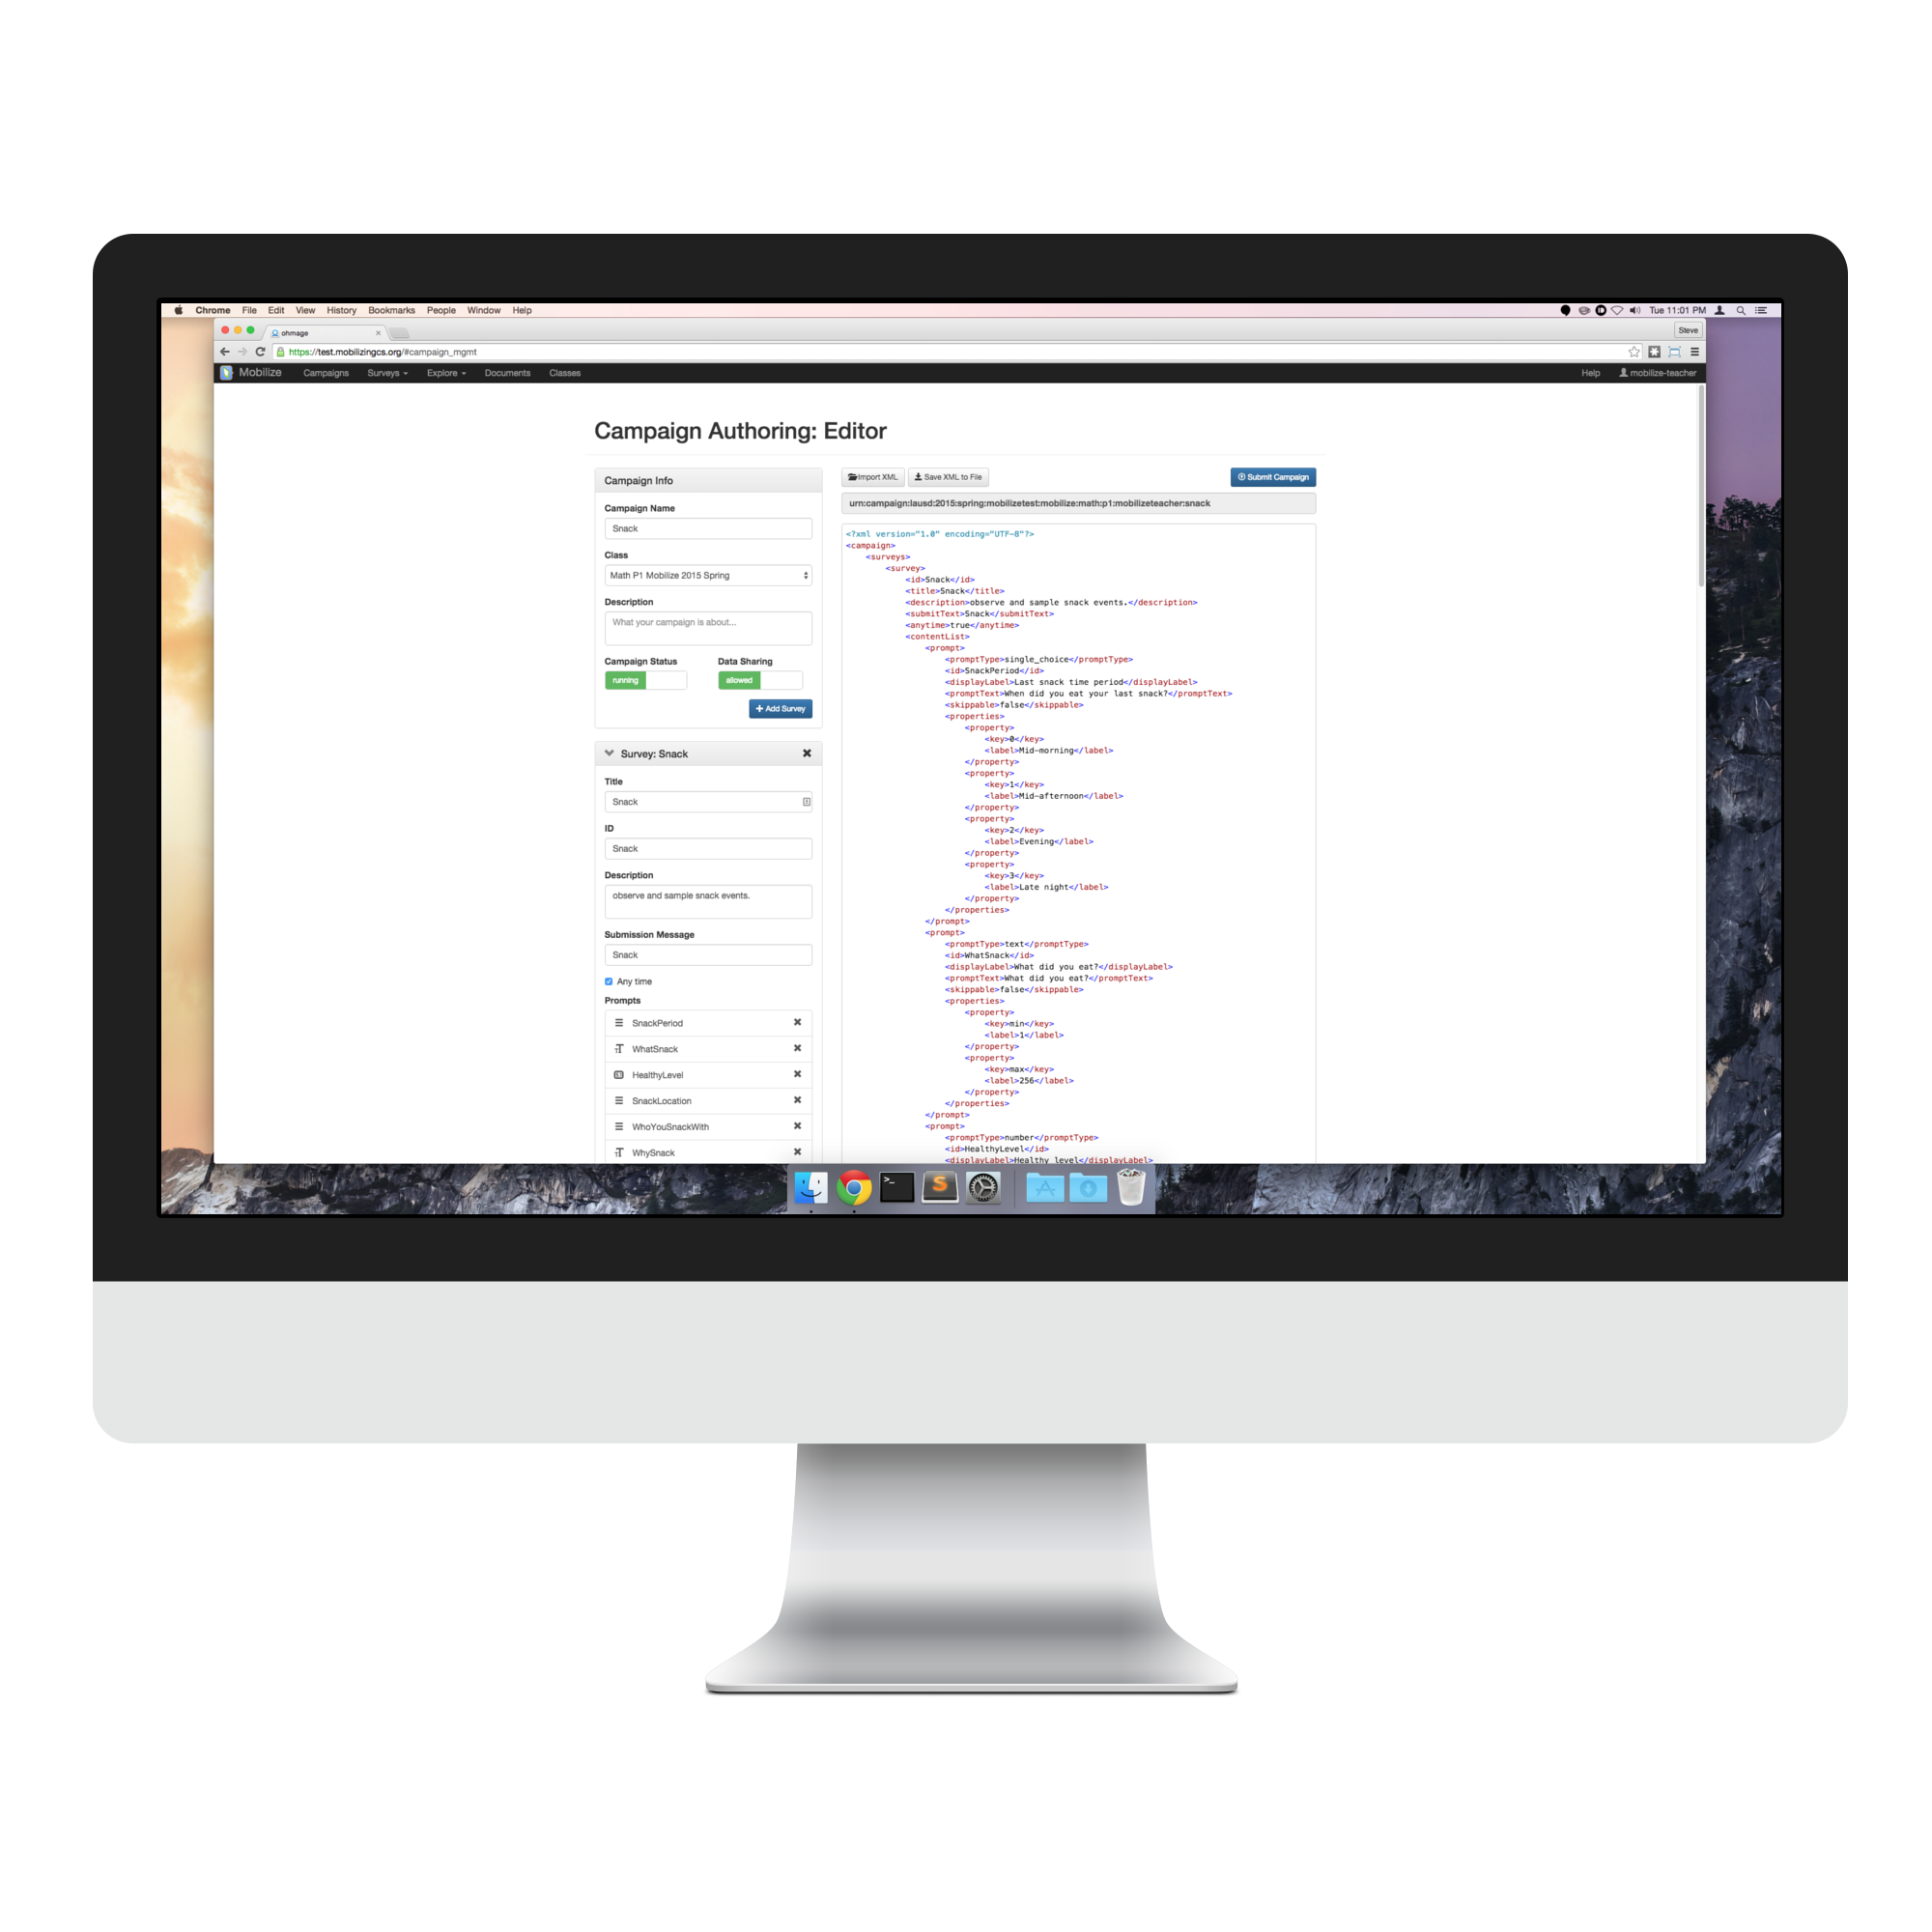 Chrome File Edit View History Bookmarks People Window Help Tue 11:01 PM
ohmage Steve
https://test.mobilizingcs.org/#campaign_mgmt
Mobilize Campaigns Surveys Explore Documents Classes Help mobilize-teacher
Campaign Authoring: Editor
Campaign Info
Campaign Name
Snack
Class
Math P1 Mobilize 2015 Spring
Description
What your campaign is about...
Campaign Status Data Sharing
running allowed
+ Add Survey
Survey: Snack
Title
Snack
ID
Snack
Description
observe and sample snack events.
Submission Message
Snack
Any time
Prompts
SnackPeriod
WhatSnack
HealthyLevel
SnackLocation
WhoYouSnackWith
WhySnack
Import XML Save XML to File Submit Campaign
urn:campaign:lausd:2015:spring:mobilizetest:mobilize:math:p1:mobilizeteacher:snack
<?xml version="1.0" encoding="UTF-8"?>
<campaign>
<surveys>
<survey>
<id>Snack</id>
<title>Snack</title>
<description>observe and sample snack events.</description>
<submitText>Snack</submitText>
<anytime>true</anytime>
<contentList>
<prompt>
<promptType>single_choice</promptType>
<id>SnackPeriod</id>
<displayLabel>Last snack time period</displayLabel>
<promptText>When did you eat your last snack?</promptText>
<skippable>false</skippable>
<properties>
<property>
<key>0</key>
<label>Mid-morning</label>
</property>
<property>
<key>1</key>
<label>Mid-afternoon</label>
</property>
<property>
<key>2</key>
<label>Evening</label>
</property>
<property>
<key>3</key>
<label>Late night</label>
</property>
</properties>
</prompt>
<prompt>
<promptType>text</promptType>
<id>WhatSnack</id>
<displayLabel>What did you eat?</displayLabel>
<promptText>What did you eat?</promptText>
<skippable>false</skippable>
<properties>
<property>
<key>min</key>
<label>1</label>
</property>
<property>
<key>max</key>
<label>256</label>
</property>
</properties>
</prompt>
<prompt>
<promptType>number</promptType>
<id>HealthyLevel</id>
<displayLabel>Healthy level</displayLabel>